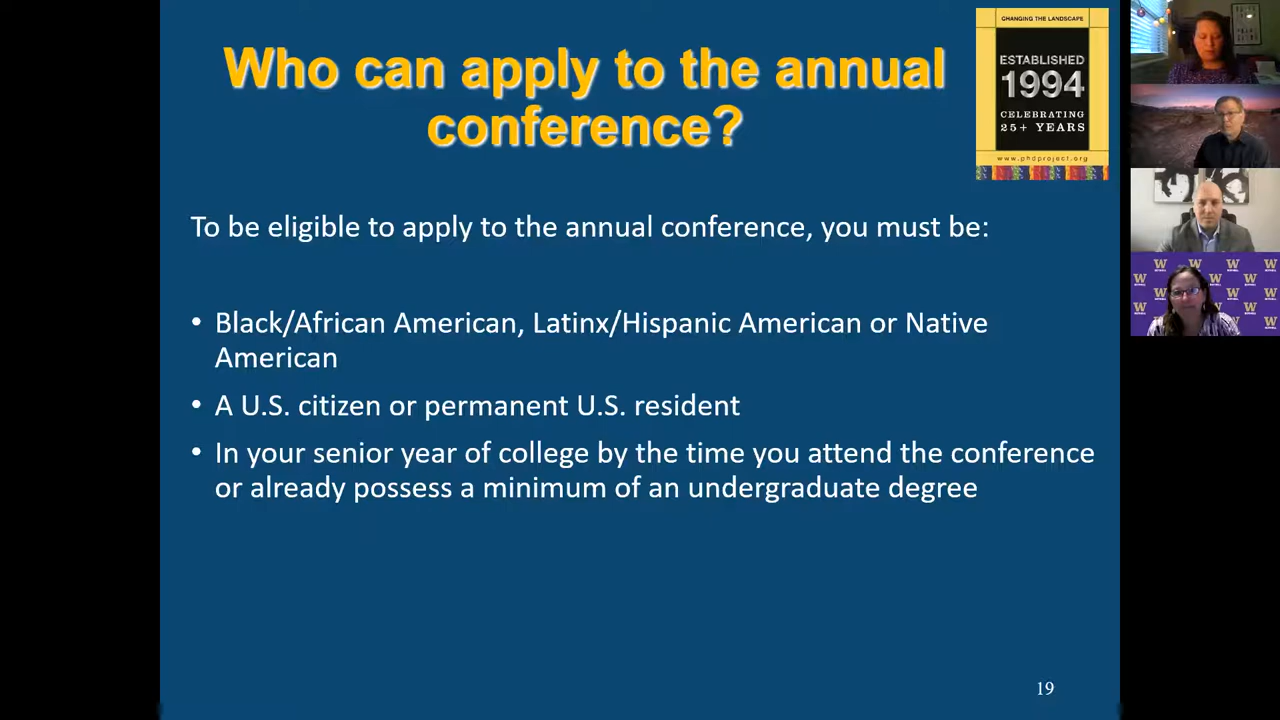 Who can apply to the annual
conference?
CHANGING THE LANDSCAPE
ESTABLISHED
1994
CELEBRATING
25+ YEARS
www.phdproject.org
To be eligible to apply to the annual conference, you must be:
• Black/African American, Latinx/Hispanic American or Native
American
• A U.S. citizen or permanent U.S. resident
• In your senior year of college by the time you attend the conference
or already possess a minimum of an undergraduate degree
19